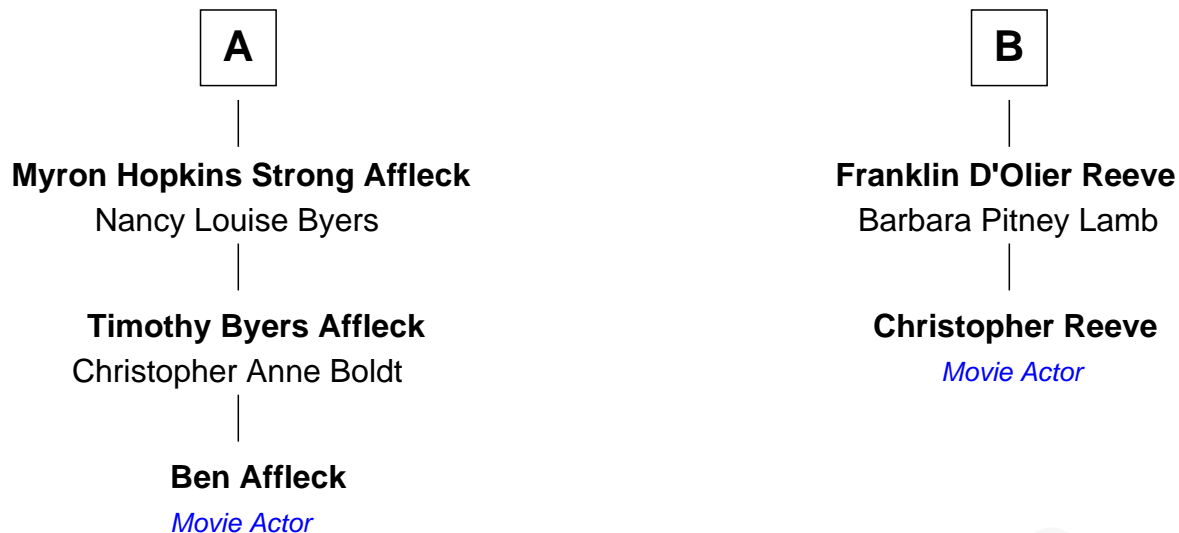 A
Myron Hopkins Strong Affleck
Nancy Louise Byers
Timothy Byers Affleck
Christopher Anne Boldt
Ben Affleck
Movie Actor
B
Franklin D'Olier Reeve
Barbara Pitney Lamb
Christopher Reeve
Movie Actor